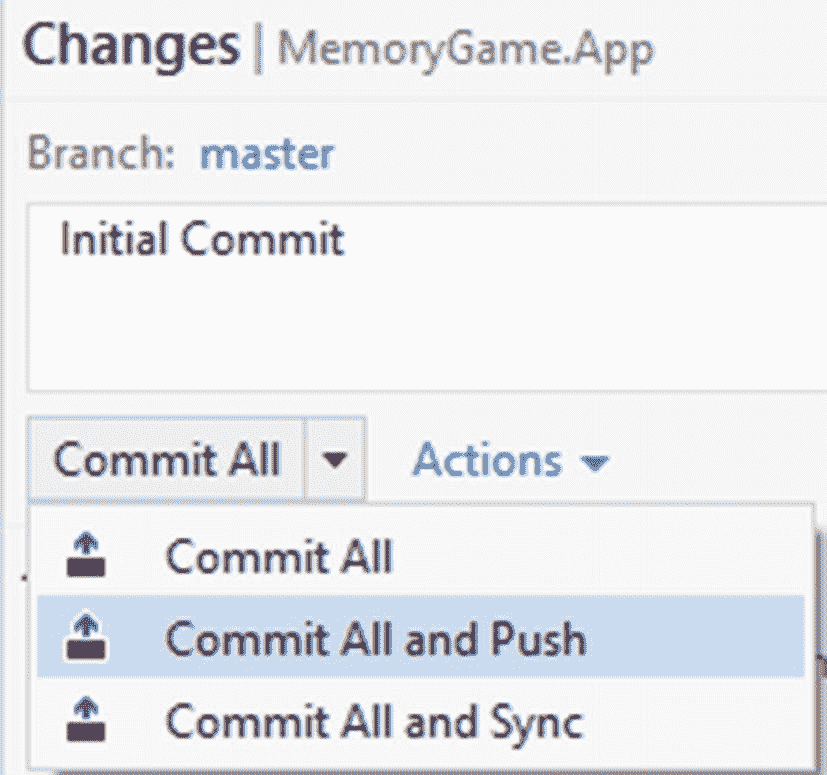 Changes | MemoryGame.App
Branch: master
Initial Commit
Commit All Actions
Commit All
Commit All and Push
Commit All and Sync